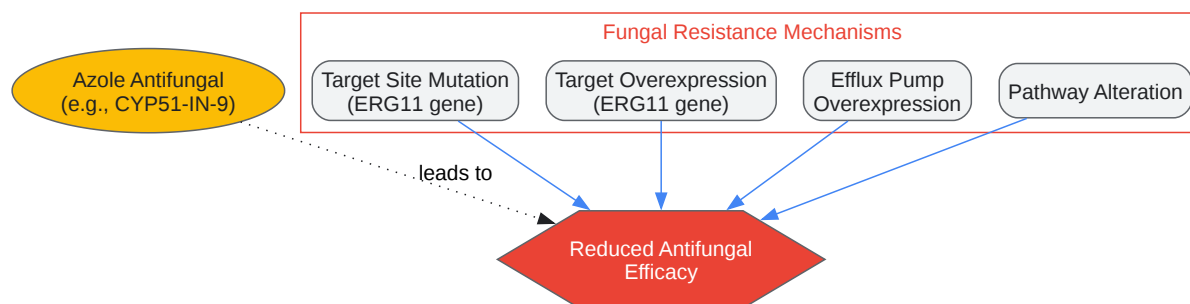 Fungal Resistance Mechanisms
Azole Antifungal
(e.g., CYP51-IN-9)
Target Site Mutation
(ERG11 gene)
Target Overexpression
(ERG11 gene)
Efflux Pump
Overexpression
Pathway Alteration
leads to
Reduced Antifungal
Efficacy